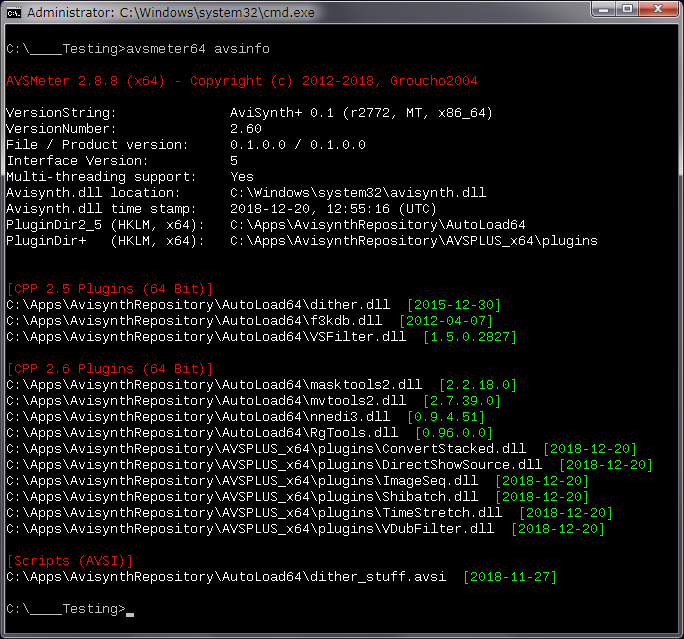 Administrator: C:\Windows\system32\cmd.exe
C:\____Testing>avsmeter64 avsinfo
AVSMeter 2.8.8 (x64) - Copyright (c) 2012-2018, Groucho2004
VersionString: AviSynth+ 0.1 (r2772, MT, x86_64)
VersionNumber: 2.60
File / Product version: 0.1.0.0 / 0.1.0.0
Interface Version: 5
Multi-threading support: Yes
Avisynth.dll location: C:\Windows\system32\avisynth.dll
Avisynth.dll time stamp: 2018-12-20, 12:55:16 (UTC)
PluginDir2_5 (HKLM, x64): C:\Apps\AvisynthRepository\AutoLoad64
PluginDir+ (HKLM, x64): C:\Apps\AvisynthRepository\AVSPLUS_x64\plugins
[CPP 2.5 Plugins (64 Bit)]
C:\Apps\AvisynthRepository\AutoLoad64\dither.dll [2015-12-30]
C:\Apps\AvisynthRepository\AutoLoad64\f3kdb.dll [2012-04-07]
C:\Apps\AvisynthRepository\AutoLoad64\VSFilter.dll [1.5.0.2827]
[CPP 2.6 Plugins (64 Bit)]
C:\Apps\AvisynthRepository\AutoLoad64\masktools2.dll [2.2.18.0]
C:\Apps\AvisynthRepository\AutoLoad64\mvtools2.dll [2.7.39.0]
C:\Apps\AvisynthRepository\AutoLoad64\nnedi3.dll [0.9.4.51]
C:\Apps\AvisynthRepository\AutoLoad64\RgTools.dll [0.96.0.0]
C:\Apps\AvisynthRepository\AVSPLUS_x64\plugins\ConvertStacked.dll [2018-12-20]
C:\Apps\AvisynthRepository\AVSPLUS_x64\plugins\DirectShowSource.dll [2018-12-20]
C:\Apps\AvisynthRepository\AVSPLUS_x64\plugins\ImageSeq.dll [2018-12-20]
C:\Apps\AvisynthRepository\AVSPLUS_x64\plugins\Shibatch.dll [2018-12-20]
C:\Apps\AvisynthRepository\AVSPLUS_x64\plugins\TimeStretch.dll [2018-12-20]
C:\Apps\AvisynthRepository\AVSPLUS_x64\plugins\VDubFilter.dll [2018-12-20]
[Scripts (AVSI)]
C:\Apps\AvisynthRepository\AutoLoad64\dither_stuff.avsi [2018-11-27]
C:\____Testing>_